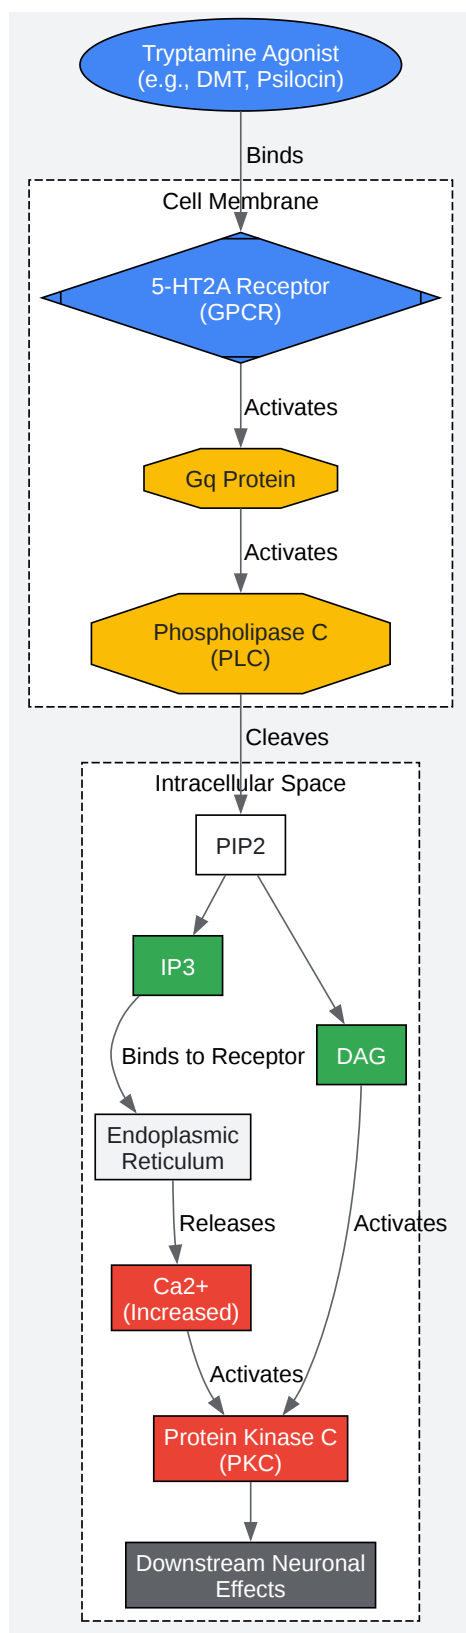 Tryptamine Agonist
(e.g., DMT, Psilocin)
Binds
Cell Membrane
5-HT2A Receptor
(GPCR)
Activates
Gq Protein
Activates
Phospholipase C
(PLC)
Cleaves
Intracellular Space
PIP2
IP3
Binds to Receptor
DAG
Endoplasmic
Reticulum
Releases
Activates
Ca2+
(Increased)
Activates
Protein Kinase C
(PKC)
Downstream Neuronal
Effects